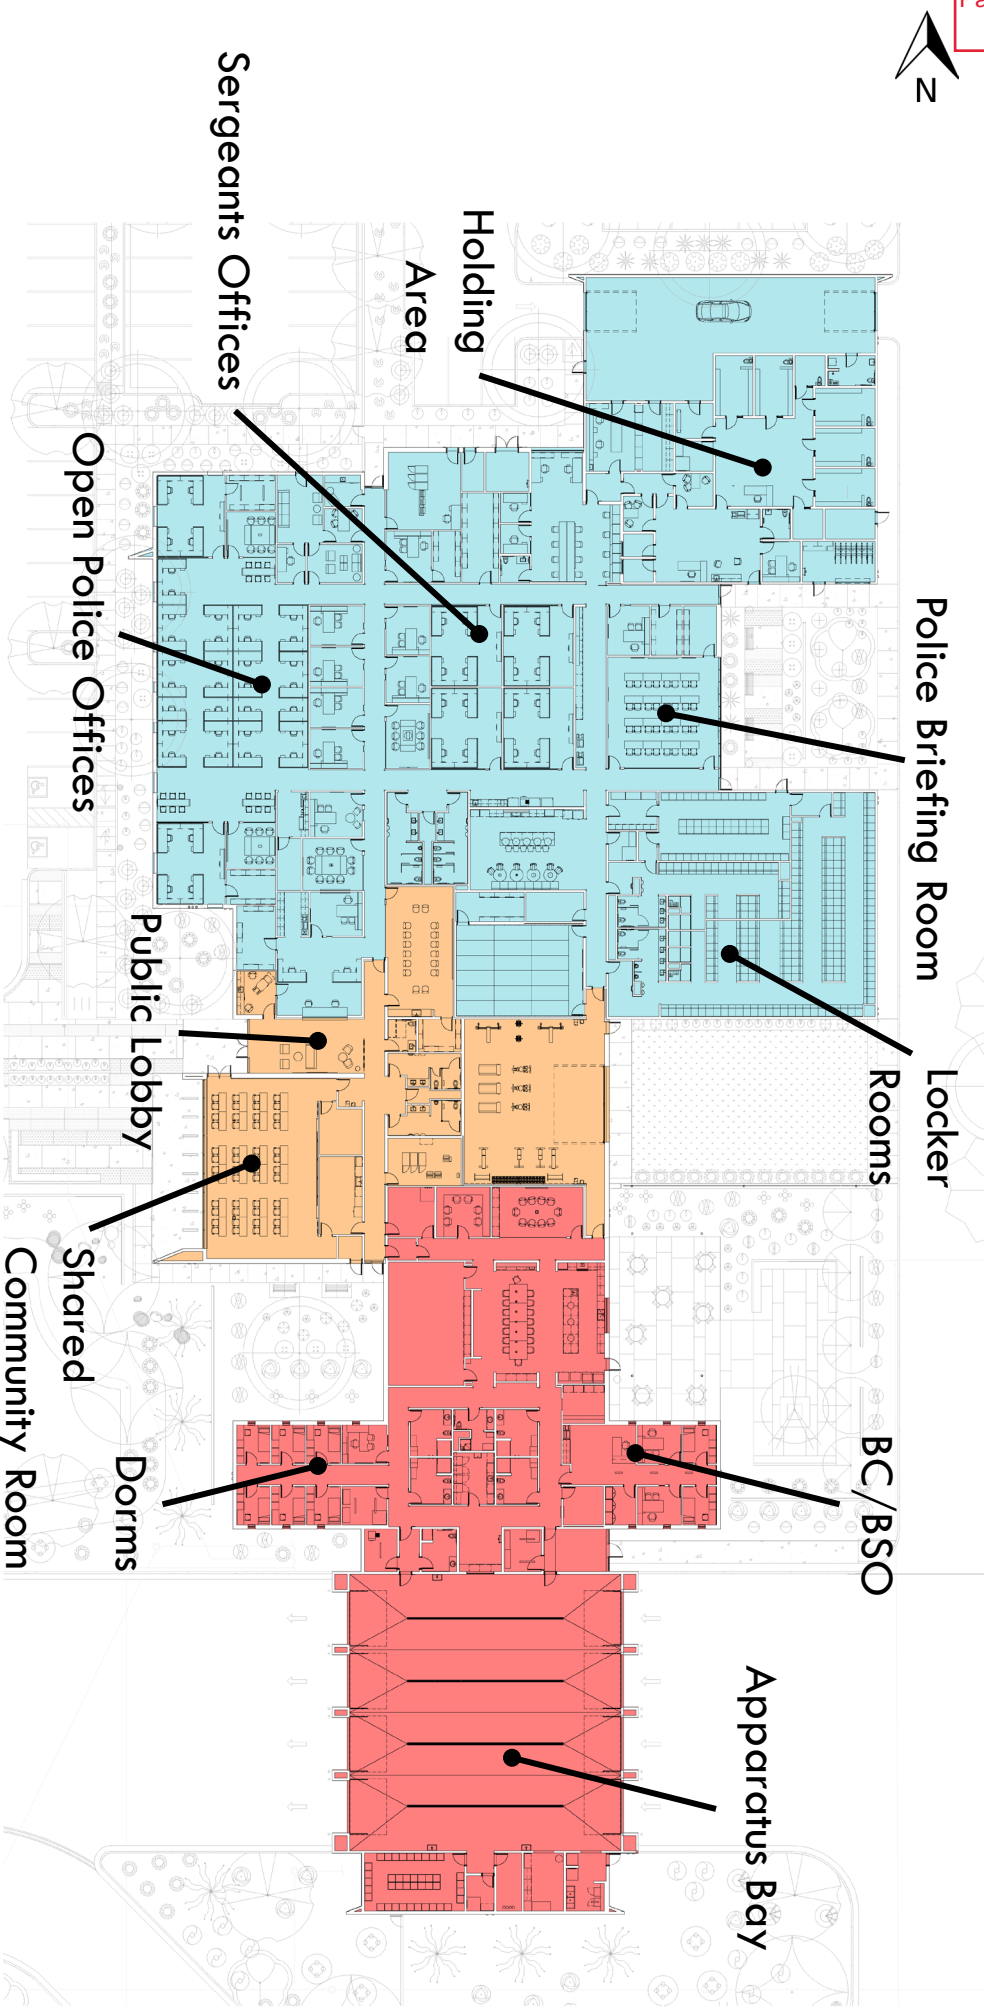 N
Sergeants Offices
Holding
Area
Open Police Offices
Police Briefing Room
Locker
Rooms
Public Lobby
Shared
Community Room
Dorms
BC/BSO
Apparatus Bay